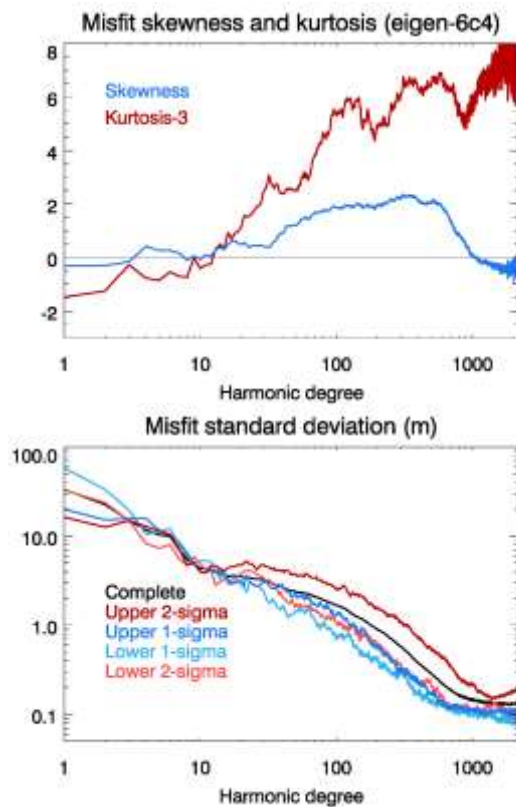 Misfit skewness and kurtosis (eigen-6c4)
8
6
4
2
0
-2
Skewness
Kurtosis-3
1 10 100 1000
Harmonic degree
Misfit standard deviation (m)
100.0
10.0
1.0
0.1
Complete
Upper 2-sigma
Upper 1-sigma
Lower 1-sigma
Lower 2-sigma
1 10 100 1000
Harmonic degree